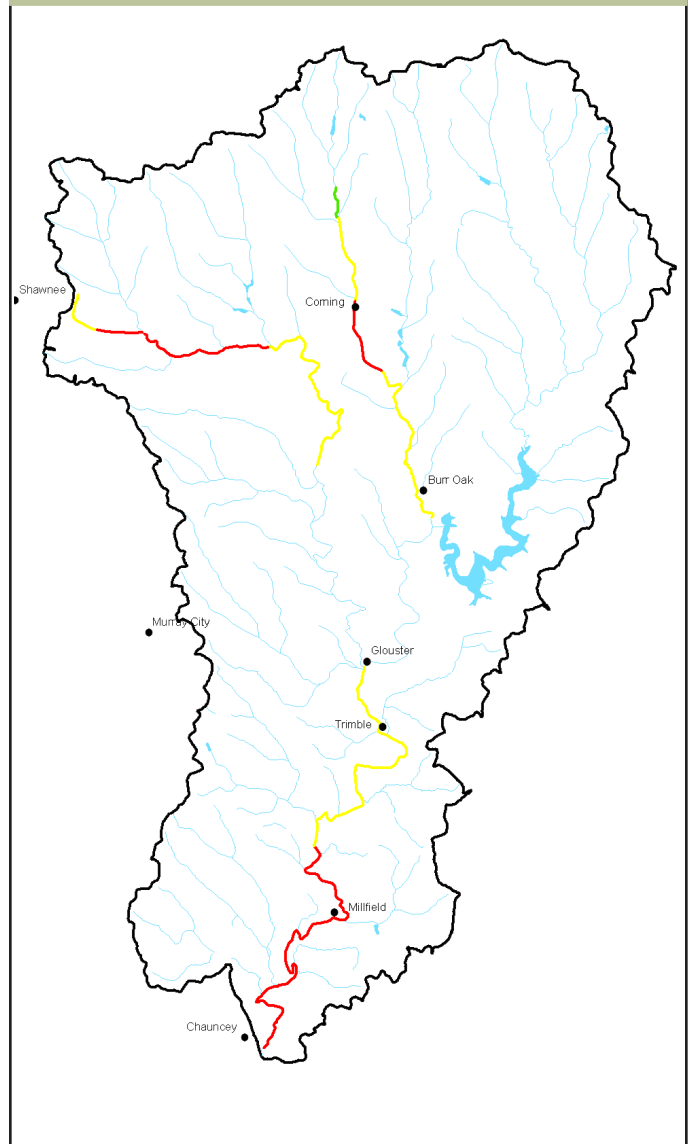 Shawnee
Corning
Burr Oak
Murray City
Glouster
Trimble
Millfield
Chauncey